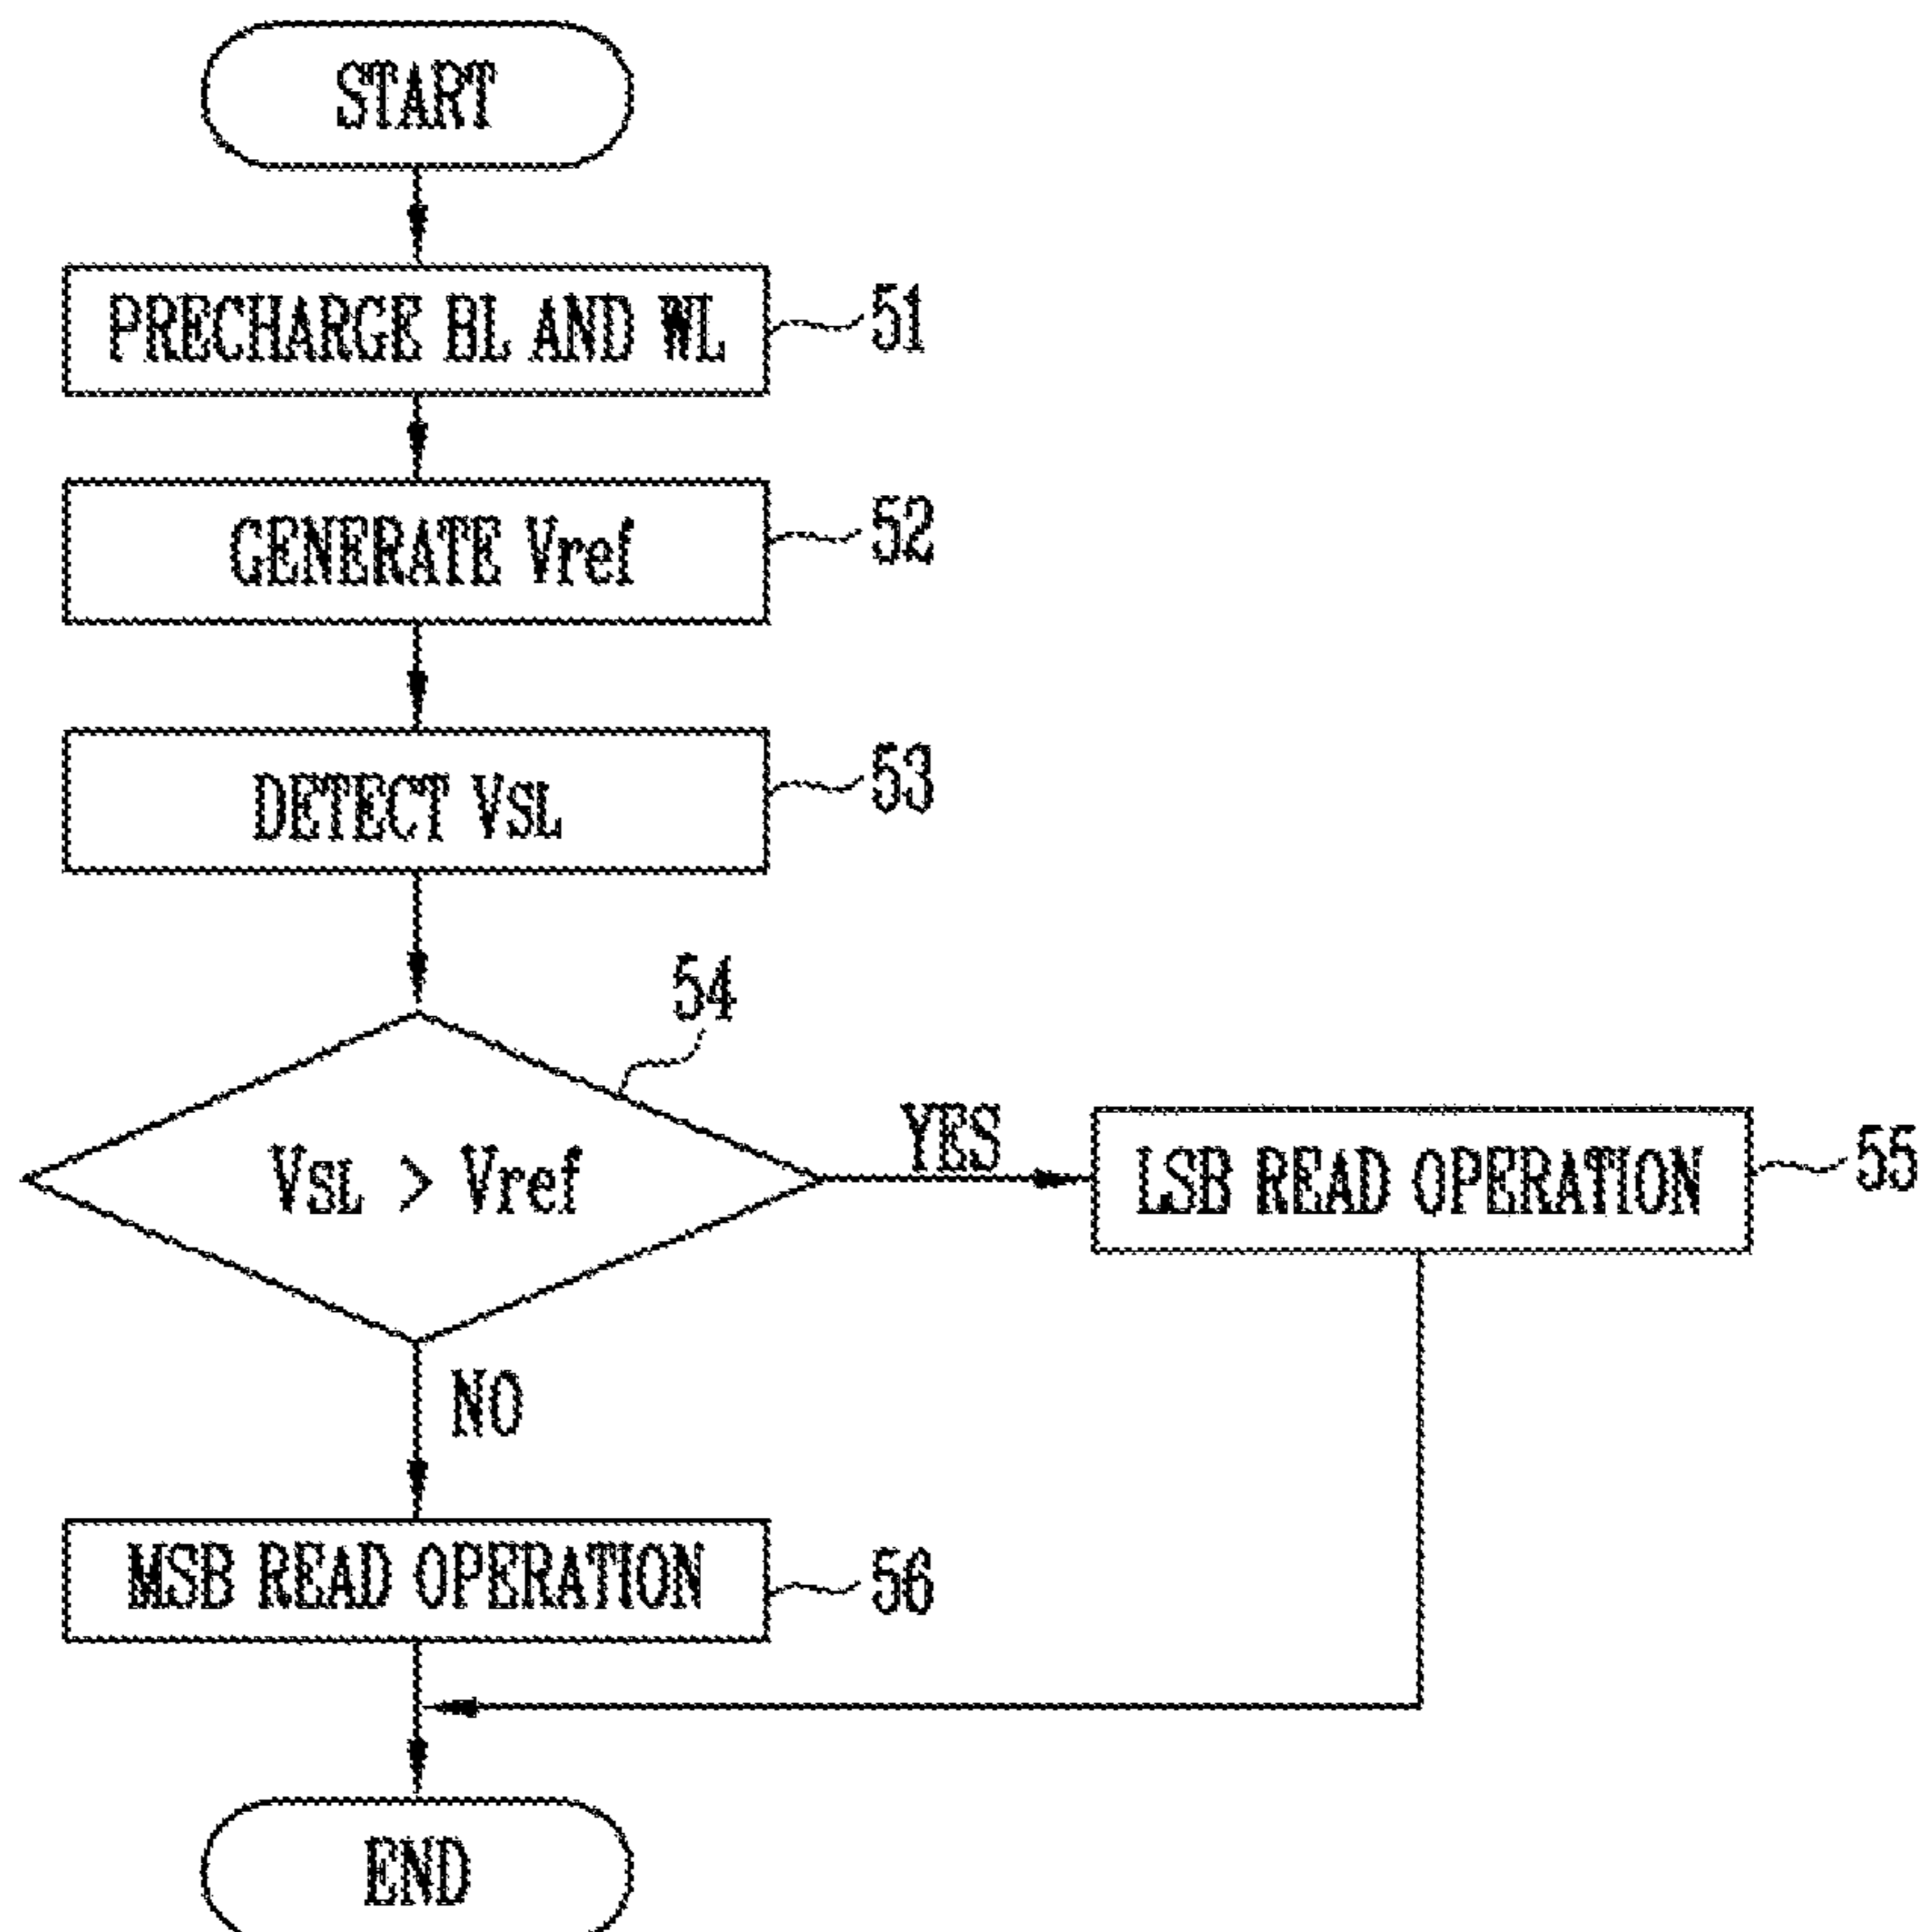 START
PRECHARGE BL AND WL
51
GENERATE Vref
52
DETECT VSL
53
54
VSL > Vref
YES
LSB READ OPERATION
55
NO
MSB READ OPERATION
56
END